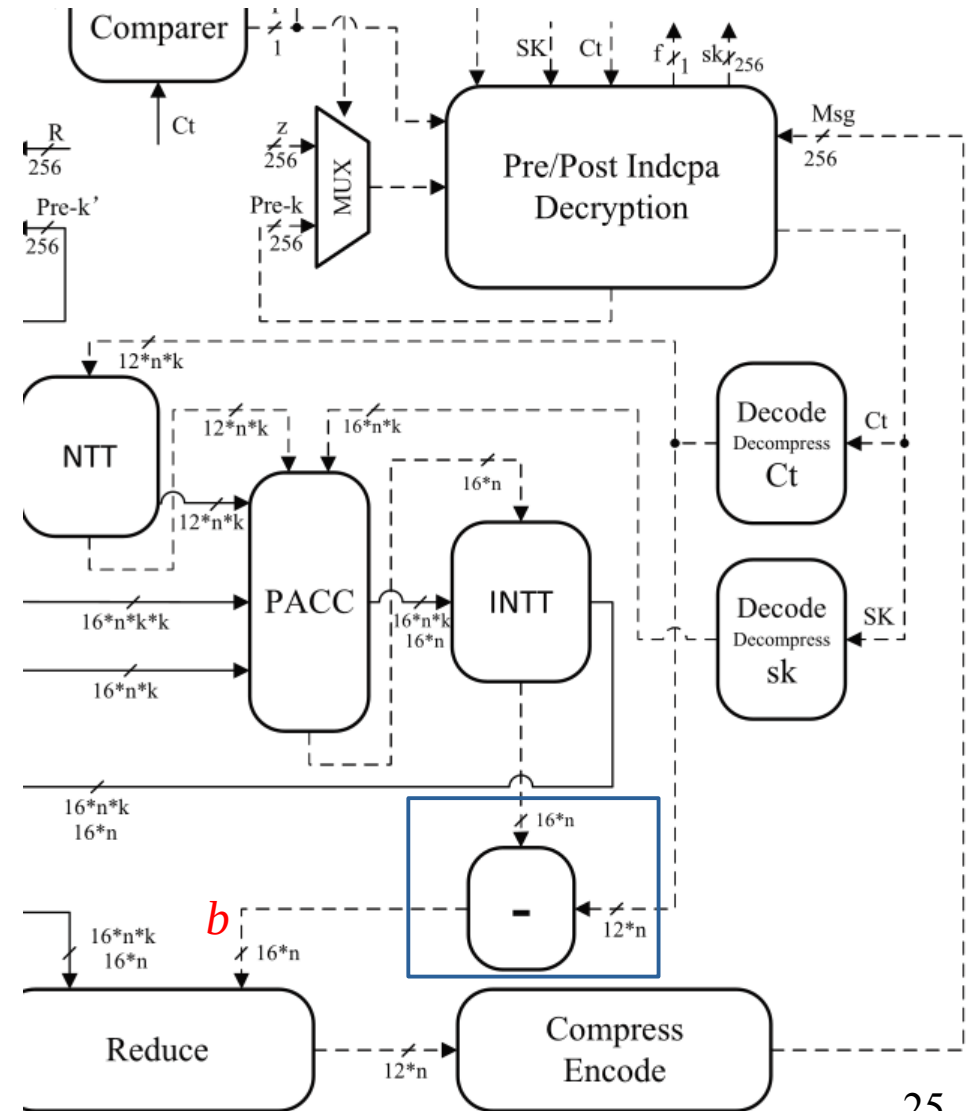 Comparer
1
SK
Ct
f
1
sk
256
Ct
R
256
z
256
MUX
Pre-k
256
Pre-k’
256
Pre/Post Indcpa
Decryption
Msg
256
12*n*k
NTT
12*n*k
16*n*k
16*n
Decode
Decompress
Ct
Ct
12*n*k
PACC
16*n*k
16*n
INTT
16*n*k*k
16*n*k
Decode
Decompress
sk
SK
16*n*k
16*n
16*n
-
12*n
b
16*n*k
16*n
16*n
Reduce
12*n
Compress
Encode
25